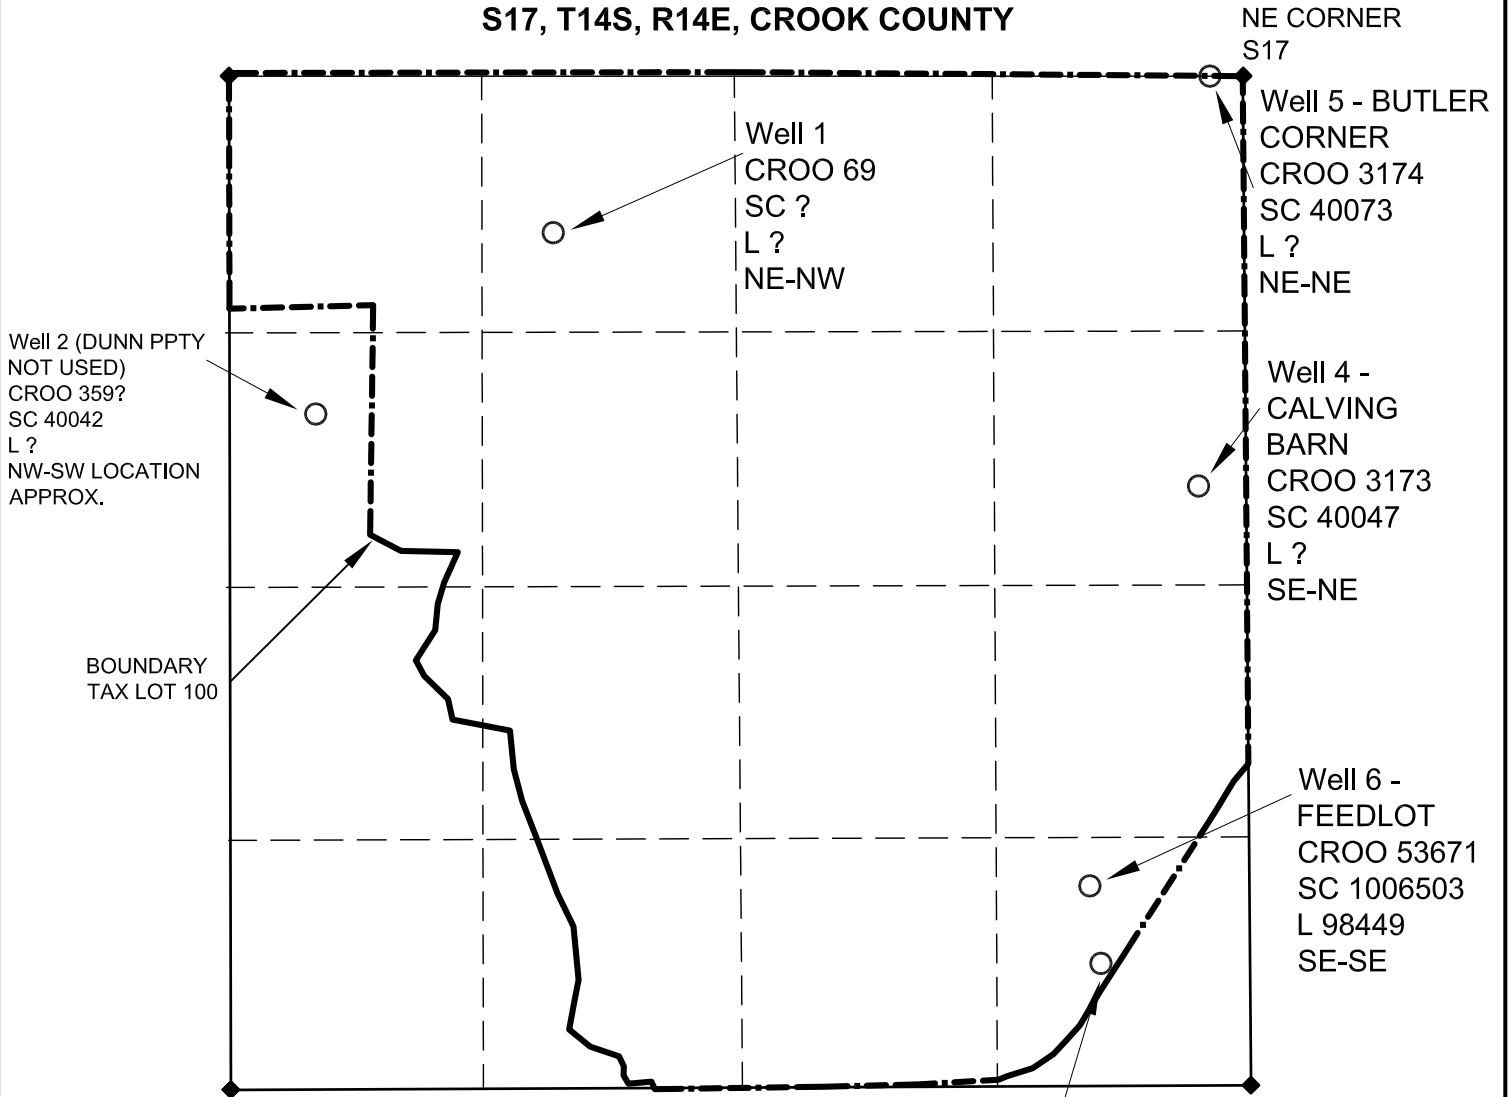 S17, T14S, R14E, CROOK COUNTY
NE CORNER
S17
Well 1
CROO 69
SC ?
L ?
NE-NW
Well 5 - BUTLER
CORNER
CROO 3174
SC 40073
L ?
NE-NE
Well 2 (DUNN PPTY
NOT USED)
CROO 359?
SC 40042
L ?
NW-SW LOCATION
APPROX.
Well 4 -
CALVING
BARN
CROO 3173
SC 40047
L ?
SE-NE
BOUNDARY
TAX LOT 100
Well 6 -
FEEDLOT
CROO 53671
SC 1006503
L 98449
SE-SE